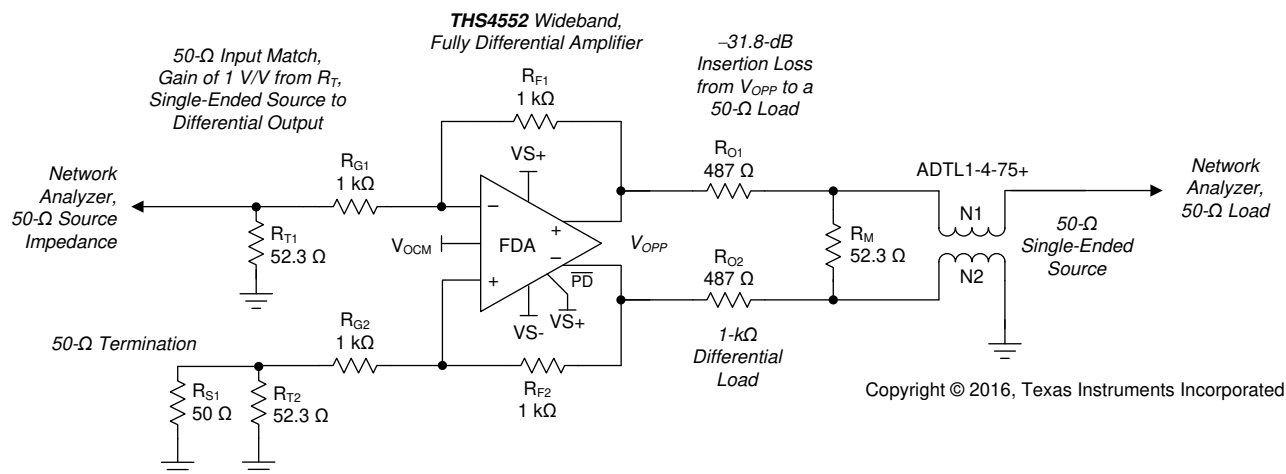 THS4552 Wideband,
Fully Differential Amplifier
50-Ω Input Match,
Gain of 1 V/V from RT,
Single-Ended Source to
Differential Output
–31.8-dB
Insertion Loss
from VOPP to a
50-Ω Load
RF1
1 kΩ
Network
Analyzer,
50-Ω Source
Impedance
RG1
1 kΩ
VS+
RO1
487 Ω
ADTL1-4-75+
Network
Analyzer,
50-Ω Load
RT1
52.3 Ω
VOCM
−
FDA
+
+
−
PD
VOPP
VS-
VS+
RM
52.3 Ω
N1
N2
50-Ω
Single-Ended
Source
RO2
487 Ω
50-Ω Termination
RG2
1 kΩ
RF2
1 kΩ
1-kΩ
Differential
Load
RS1
50 Ω
RT2
52.3 Ω
Copyright © 2016, Texas Instruments Incorporated